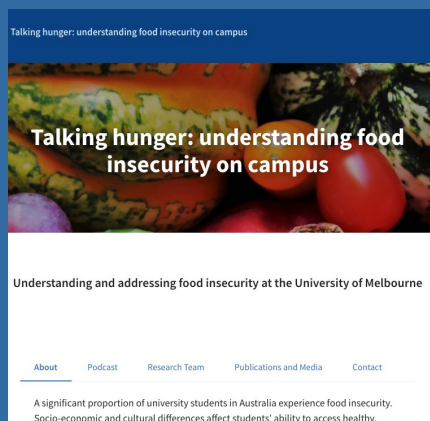 Talking hunger: understanding food insecurity on campus
Talking hunger: understanding food
insecurity on campus
Understanding and addressing food insecurity at the University of Melbourne
About Podcast Research Team Publications and Media Contact
A significant proportion of university students in Australia experience food insecurity.
Socio-economic and cultural differences affect students' ability to access healthy,